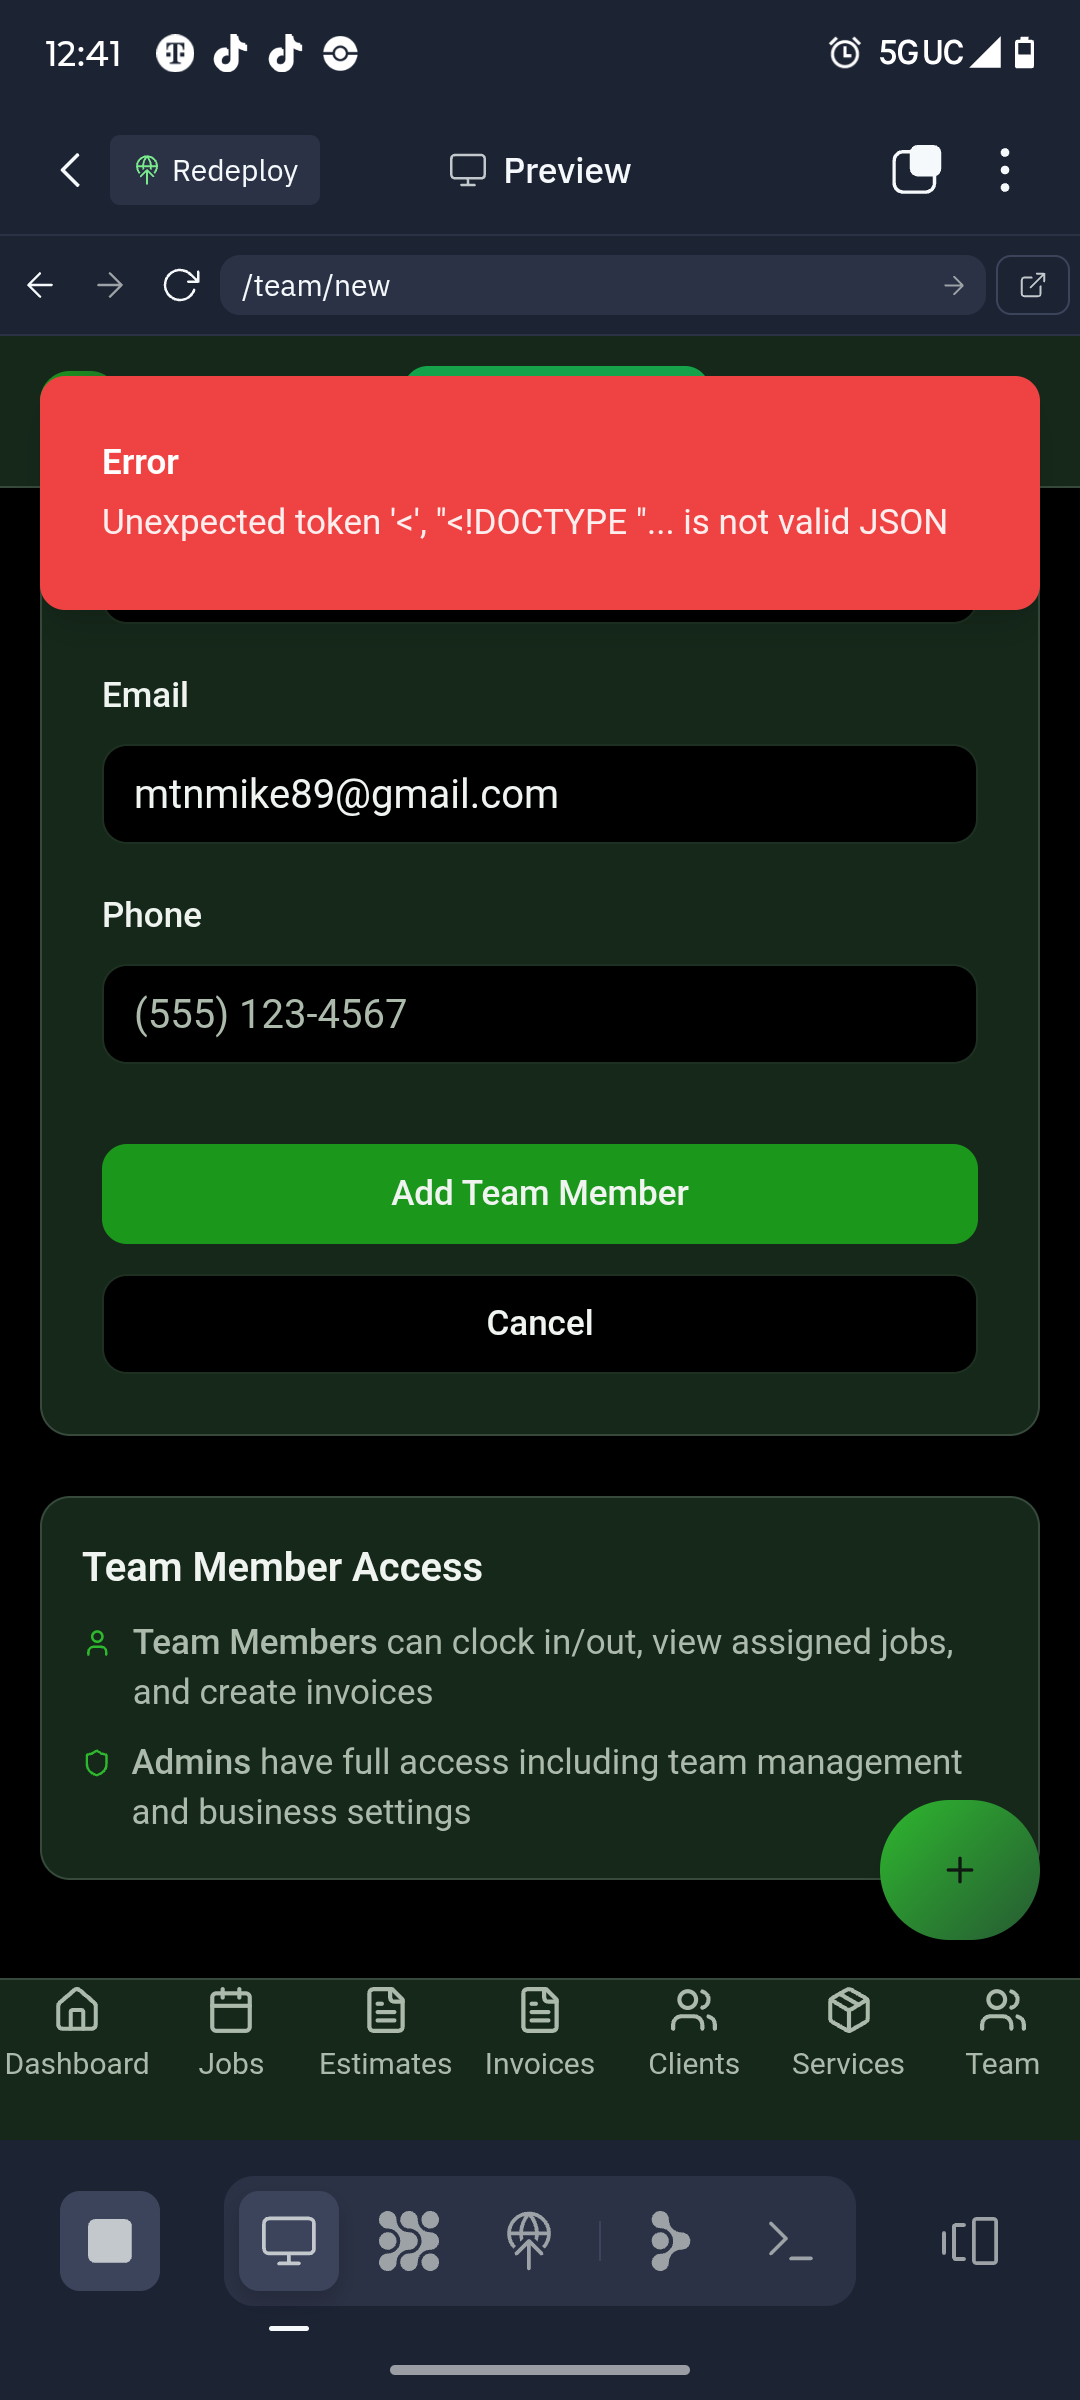 12:41
5G UC
Redeploy
Preview
/team/new
Error
Unexpected token '<', "<!DOCTYPE "... is not valid JSON
Email
mtnmike89@gmail.com
Phone
(555) 123-4567
Add Team Member
Cancel
Team Member Access
Team Members can clock in/out, view assigned jobs,
and create invoices
Admins have full access including team management
and business settings
Dashboard
Jobs
Estimates
Invoices
Clients
Services
Team